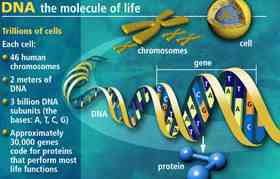 DNA the molecule of life
Trillions of cells
Each cell:
• 46 human
chromosomes
• 2 meters of
DNA
• 3 billion DNA
subunits (the
bases: A, T, C, G)
• Approximately
30,000 genes
code for proteins
that perform most
life functions
chromosomes
cell
gene
DNA
protein